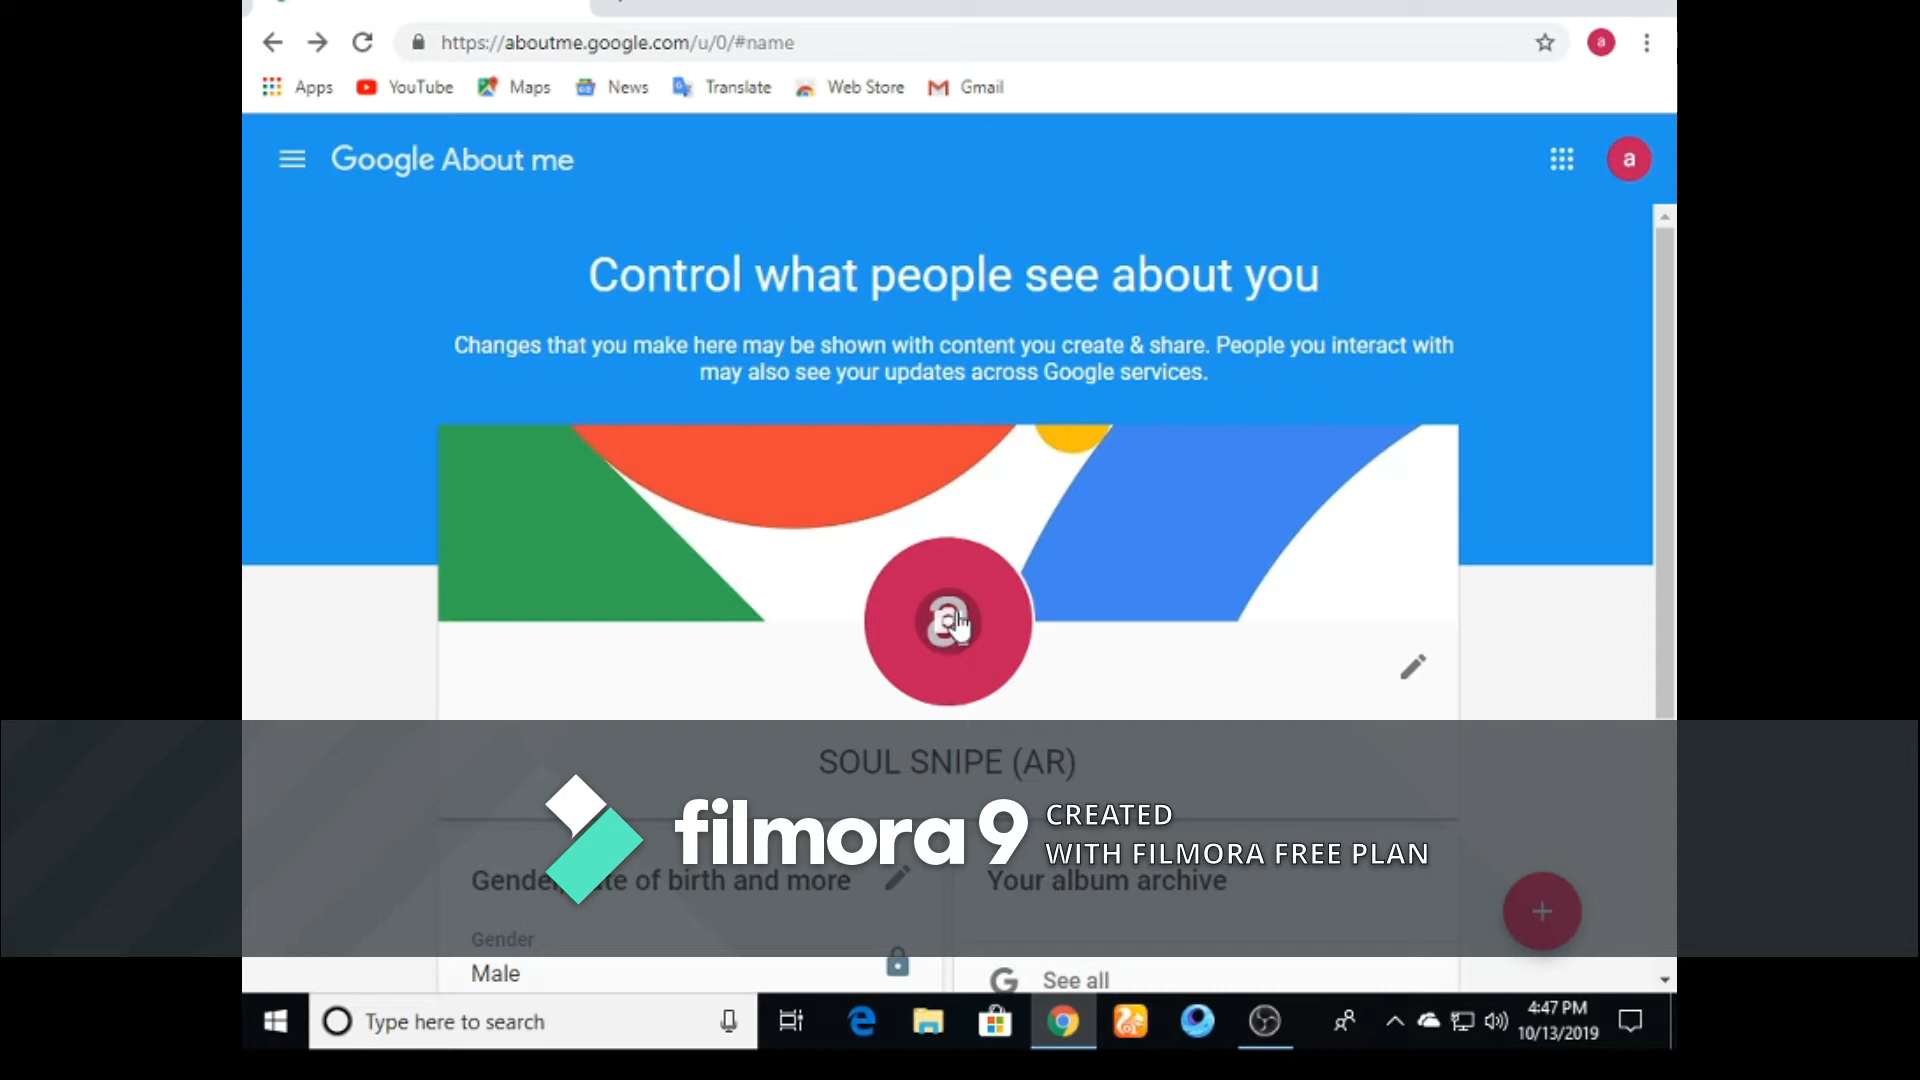 https://aboutme.google.com/u/0/#name
a
Apps YouTube Maps News Translate Web Store Gmail
Google About me
a
Control what people see about you
Changes that you make here may be shown with content you create & share. People you interact with
may also see your updates across Google services.
a
SOUL SNIPE (AR)
filmora9 CREATED
WITH FILMORA FREE PLAN
Your album archive
of birth and more
Gender
Male
See all
Type here to search
4:47 PM
10/13/2019